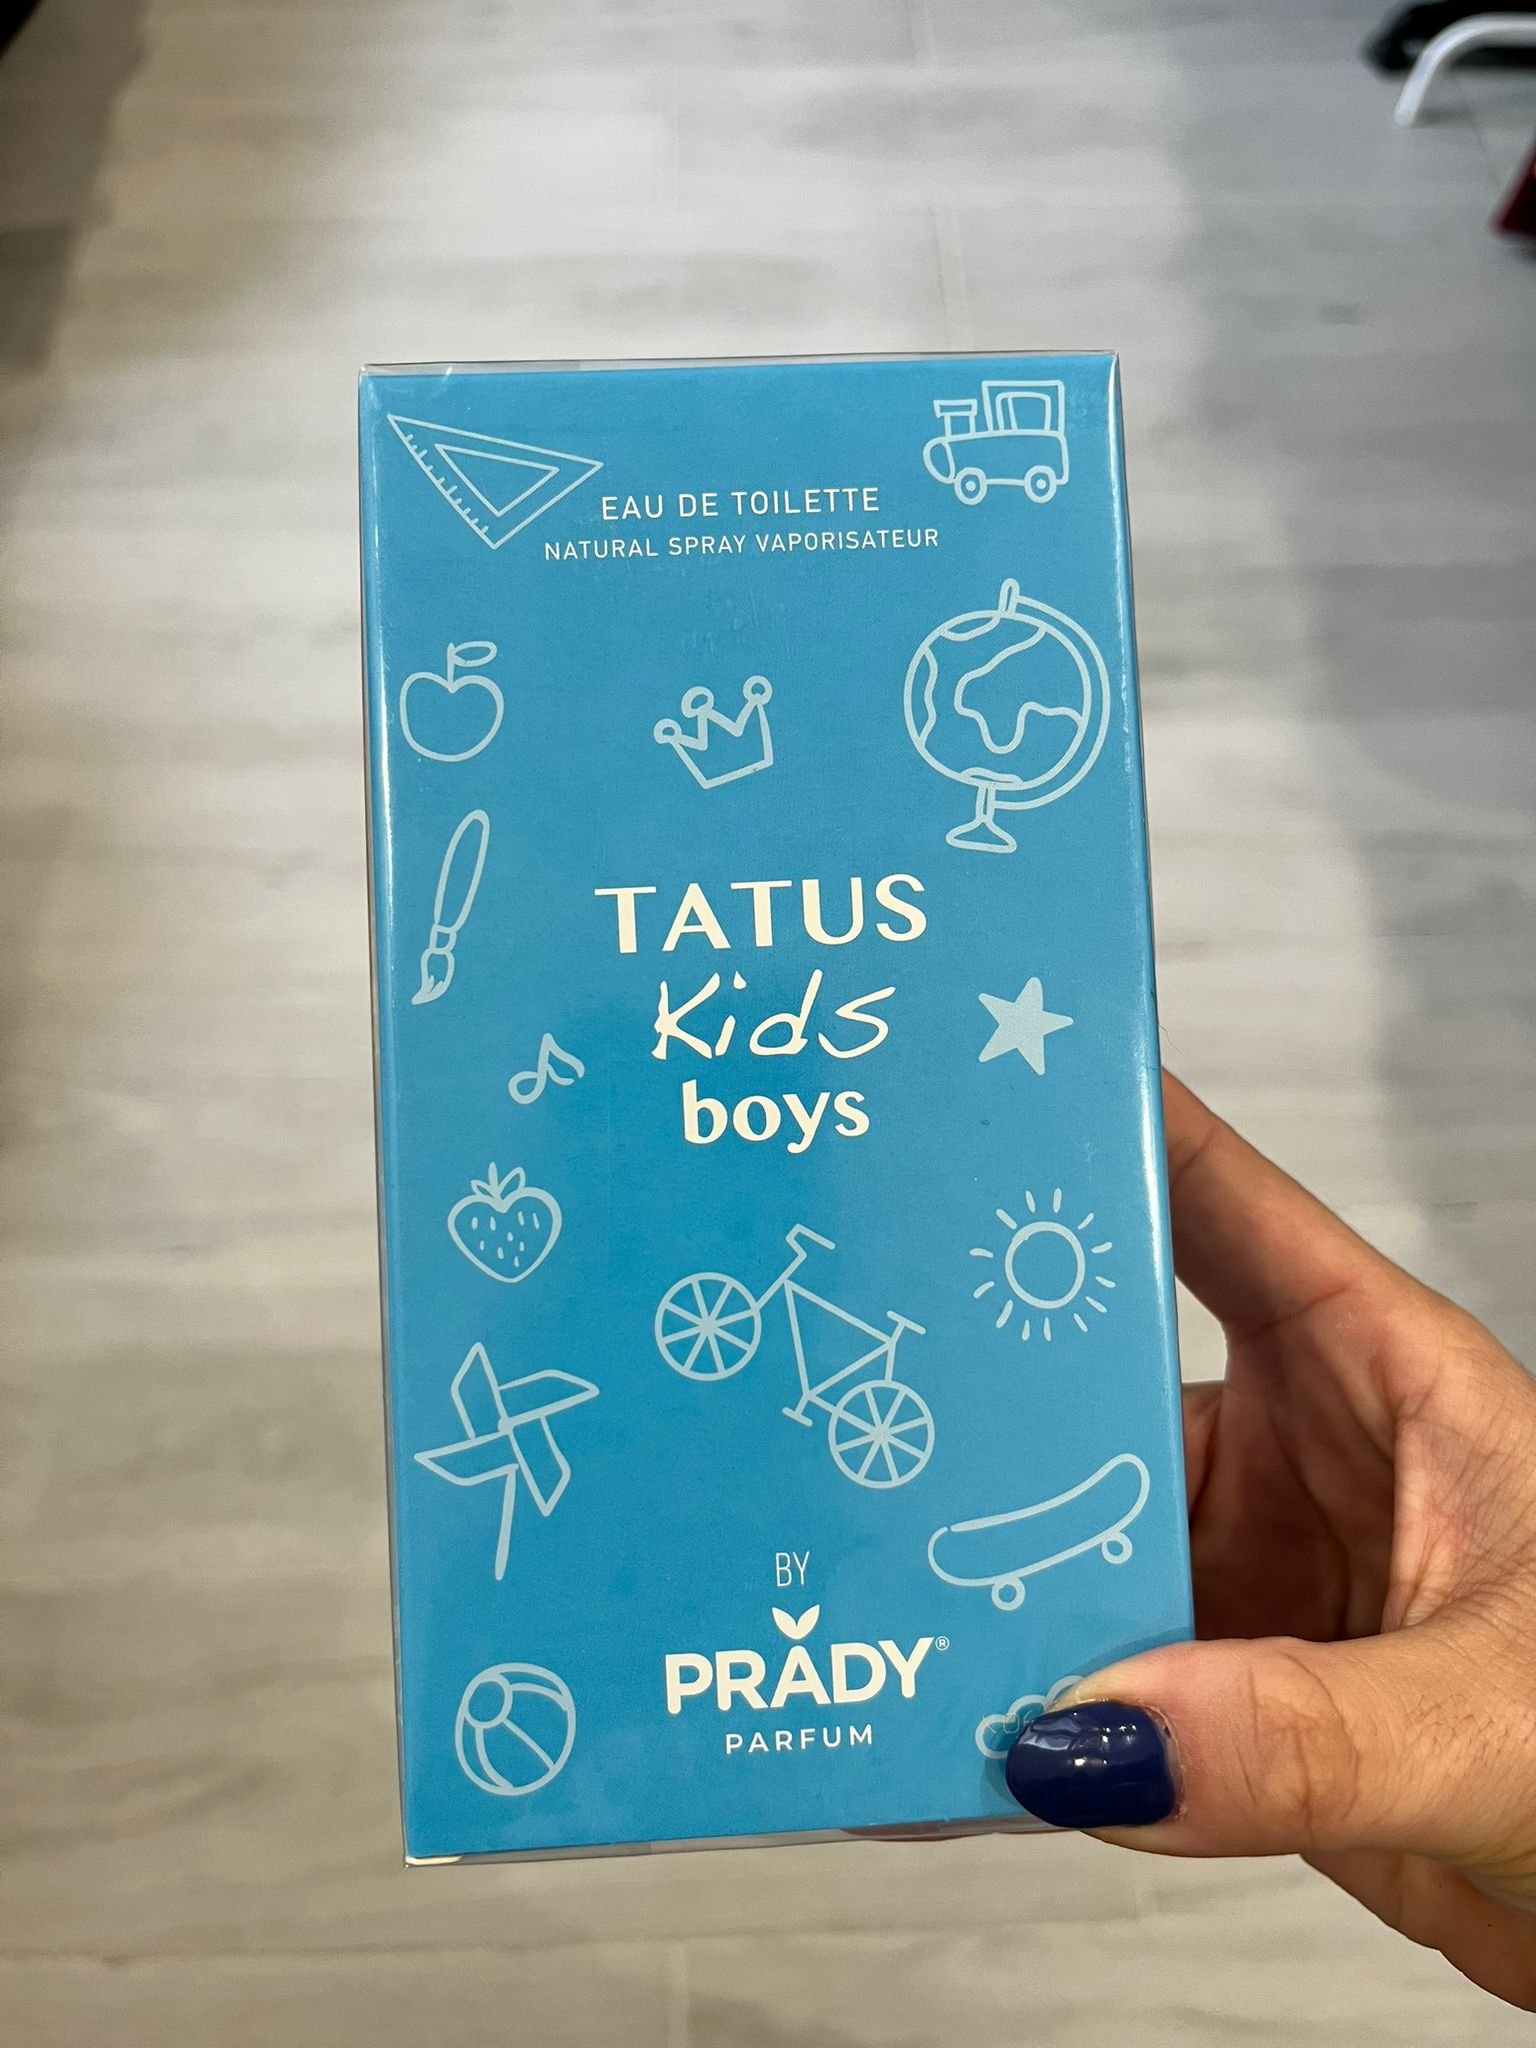 EAU DE TOILETTE
NATURAL SPRAY VAPORISATEUR
TATUS
Kids
boys
BY
PRADY®
PARFUM